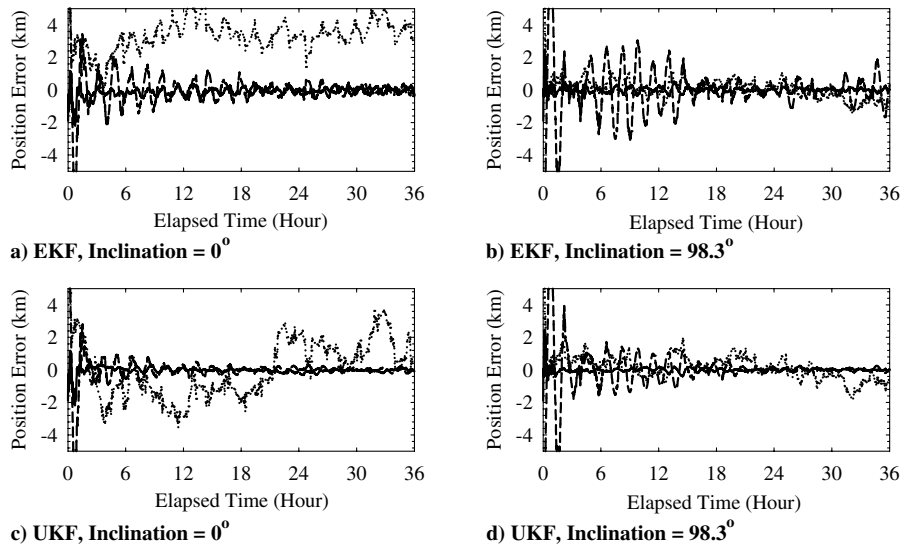 Position Error (km)
4
2
0
-2
-4
0 6 12 18 24 30 36
Elapsed Time (Hour)
a) EKF, Inclination = 0°
Position Error (km)
4
2
0
-2
-4
0 6 12 18 24 30 36
Elapsed Time (Hour)
b) EKF, Inclination = 98.3°
Position Error (km)
4
2
0
-2
-4
0 6 12 18 24 30 36
Elapsed Time (Hour)
c) UKF, Inclination = 0°
Position Error (km)
4
2
0
-2
-4
0 6 12 18 24 30 36
Elapsed Time (Hour)
d) UKF, Inclination = 98.3°